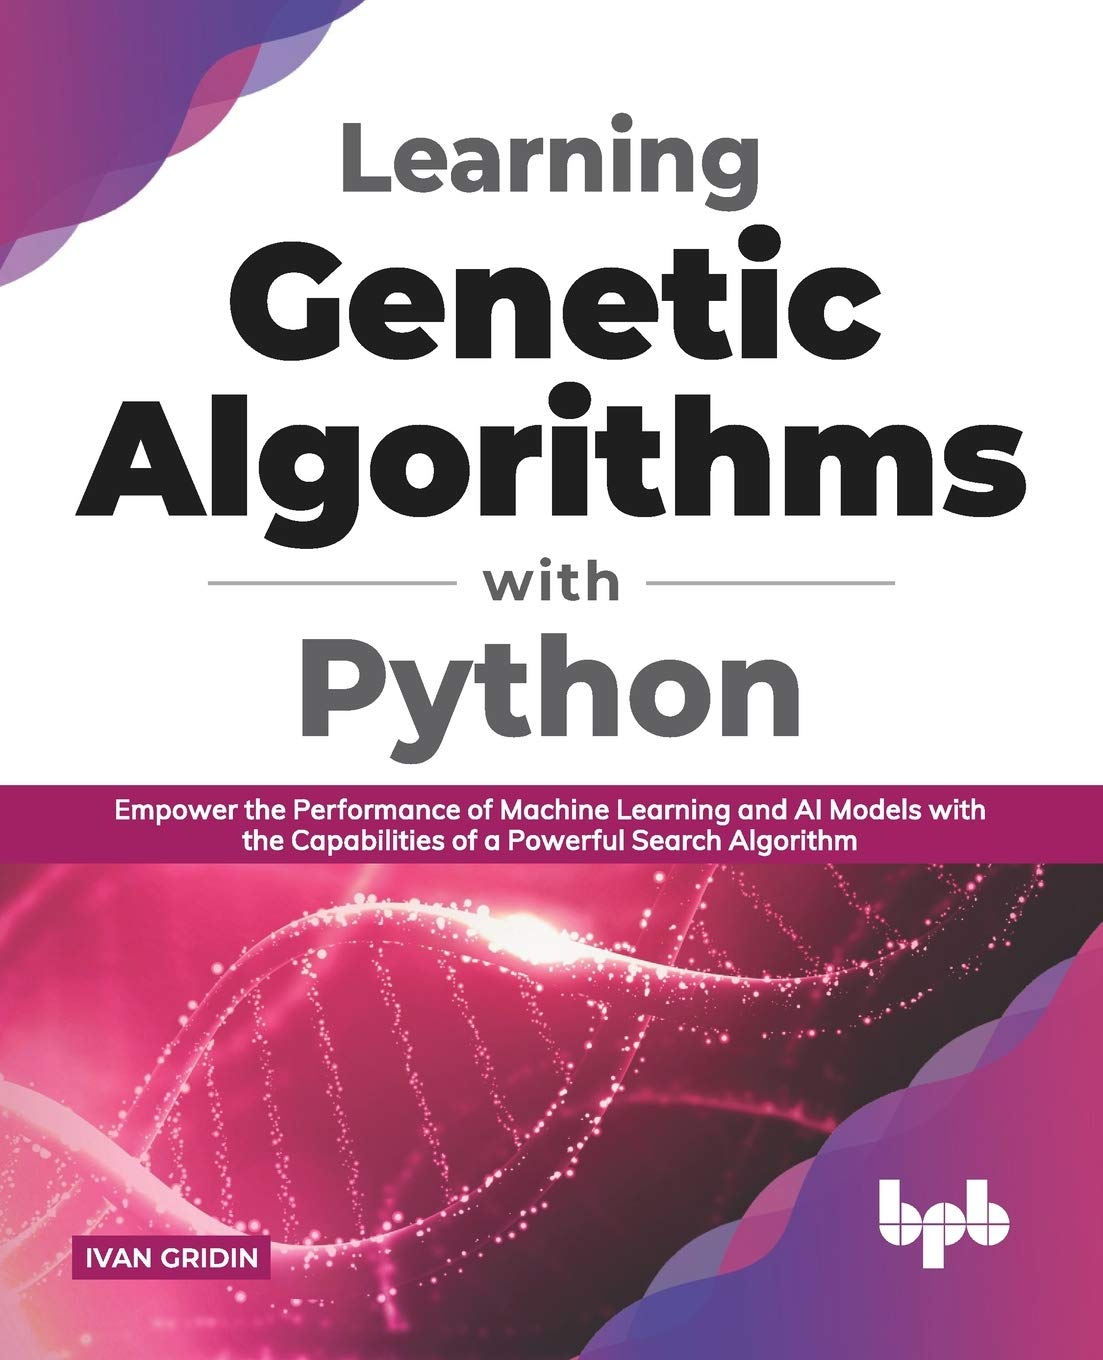 Learning
Genetic
Algorithms
with
Python
Empower the Performance of Machine Learning and AI Models with
the Capabilities of a Powerful Search Algorithm
IVAN GRIDIN
bpb